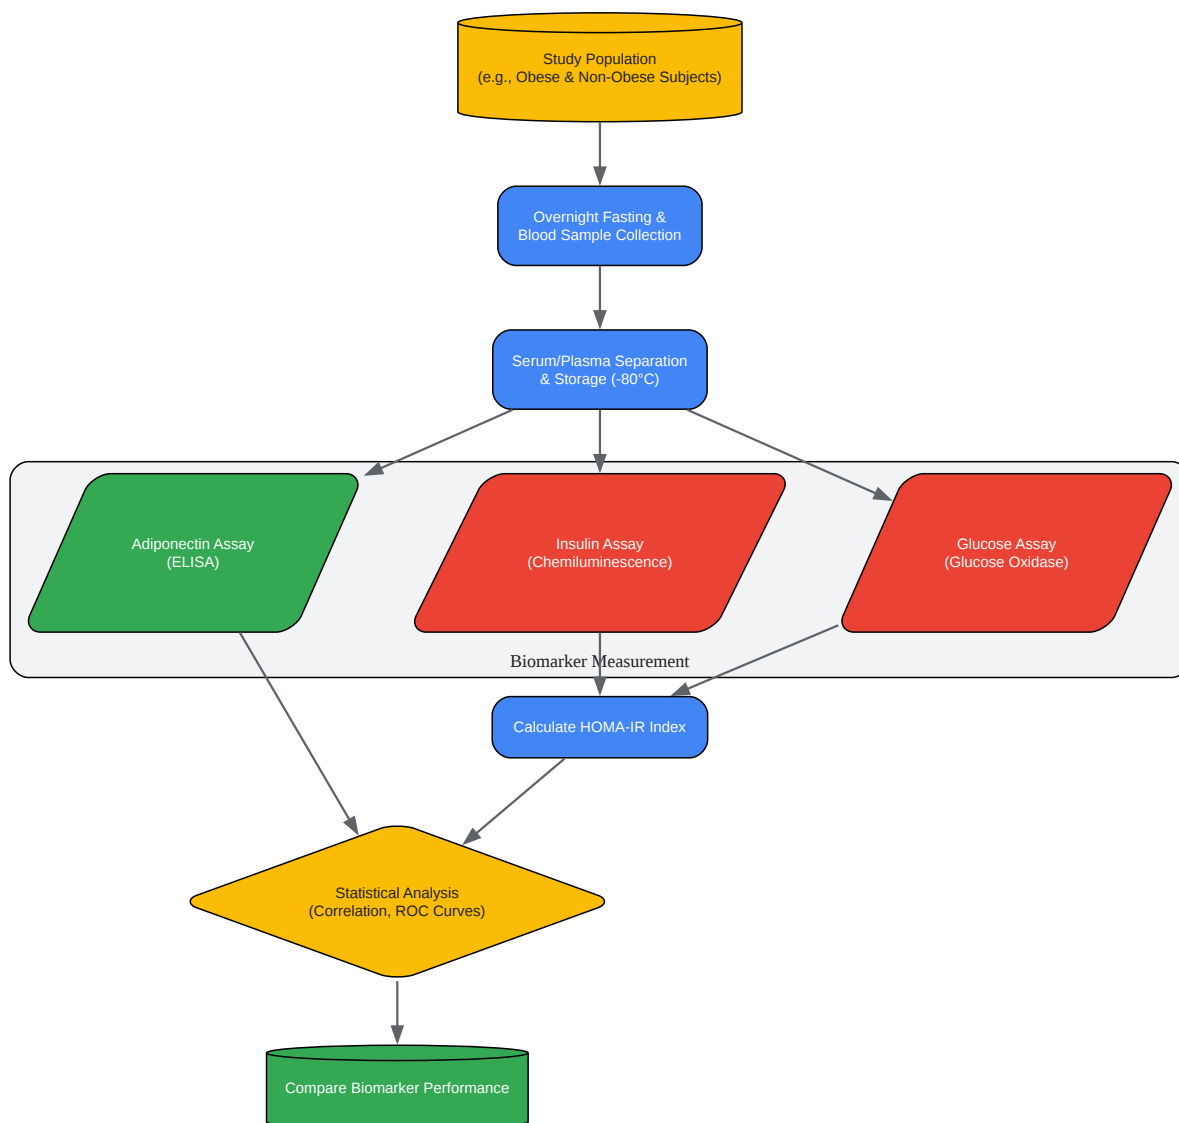 Study Population
(e.g., Obese & Non-Obese Subjects)
Overnight Fasting &
Blood Sample Collection
Serum/Plasma Separation
& Storage (-80°C)
Adiponectin Assay
(ELISA)
Insulin Assay
(Chemiluminescence)
Glucose Assay
(Glucose Oxidase)
Biomarker Measurement
Calculate HOMA-IR Index
Statistical Analysis
(Correlation, ROC Curves)
Compare Biomarker Performance